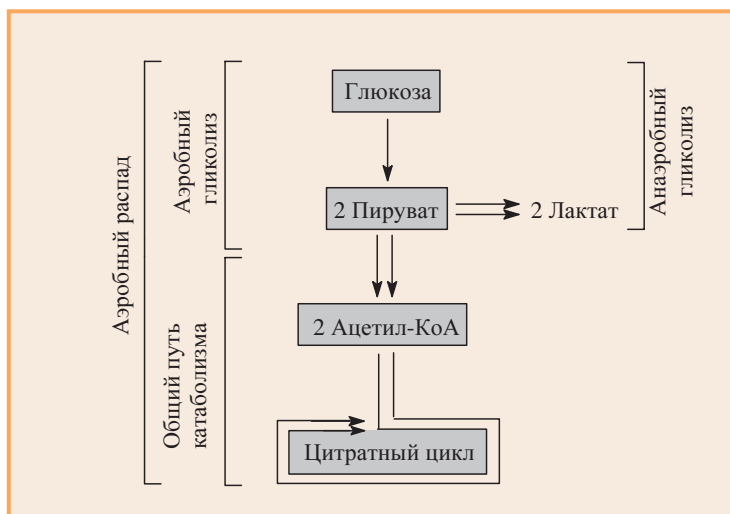 Глюкоза
2 Пируват
2 Лактат
2 Ацетил-КоА
Цитратный цикл
Аэробный распад
Аэробный
гликолиз
Общий путь
катаболизма
Анаэробный
гликолиз